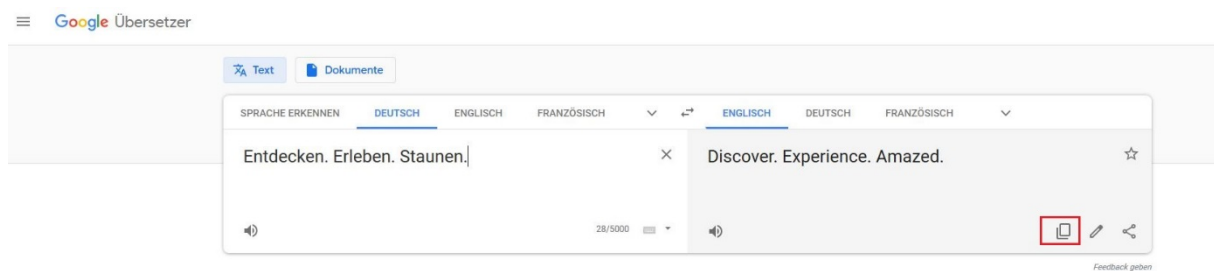 Google Übersetzer
Text Dokumente
SPRACHE ERKENNEN DEUTSCH ENGLISCH FRANZÖSISCH ENGLISCH DEUTSCH FRANZÖSISCH
Entdecken. Erleben. Staunen. Discover. Experience. Amazed.
28/5000
Feedback geben